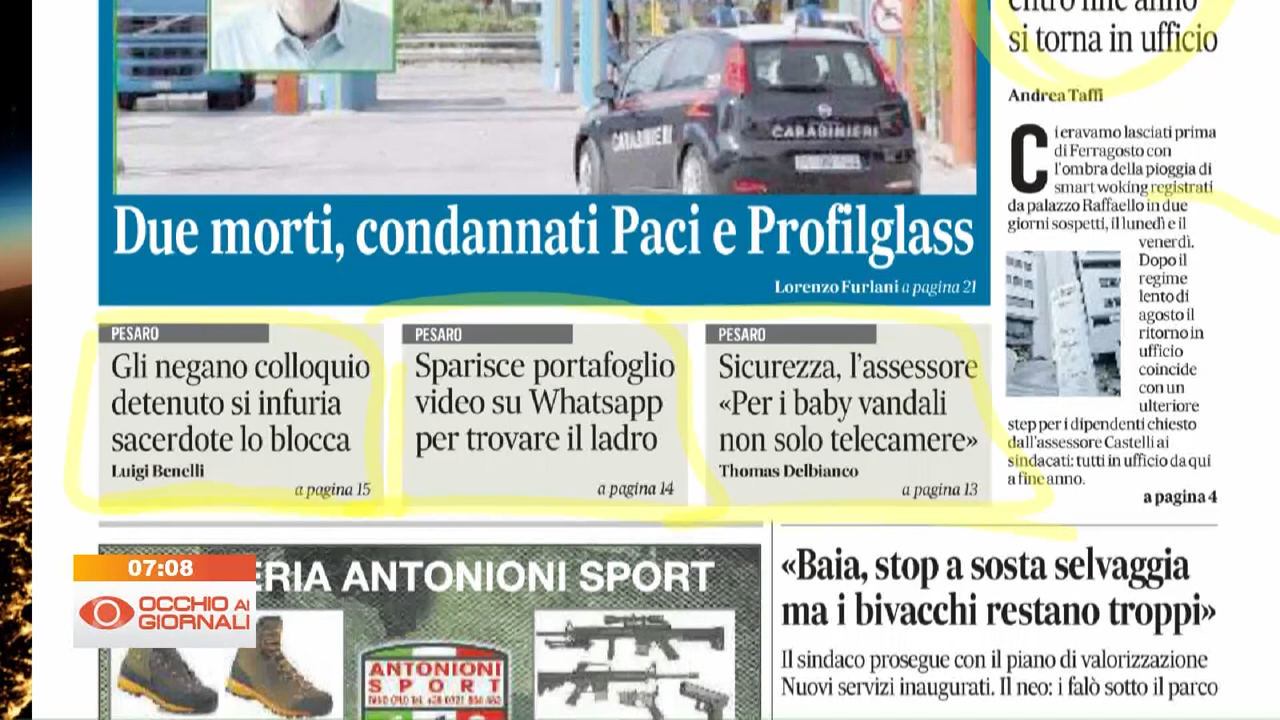 entro fine anno
si torna in ufficio
Andrea Taffi
CARABINIERI
CARABINIERI
Ci eravamo lasciati prima
di Ferragosto con
l'ombra della pioggia di
smart woking registrati
da palazzo Raffaello in due
giorni sospetti, il lunedì e il
venerdì.
Dopo il
regime
lento di
agosto il
ritorno in
ufficio
coincide
con un
ulteriore
step per i dipendenti chiesto
dall'assessore Castelli ai
sindacati: tutti in ufficio da qui
a fine anno.
a pagina 4
Due morti, condannati Paci e Profilglass
Lorenzo Furlani a pagina 21
PESARO
Gli negano colloquio
detenuto si infuria
sacerdote lo blocca
Luigi Benelli
a pagina 15
PESARO
Sparisce portafoglio
video su Whatsapp
per trovare il ladro
a pagina 14
PESARO
Sicurezza, l'assessore
«Per i baby vandali
non solo telecamere»
Thomas Delbianco
a pagina 13
ERIA ANTONIONI SPORT
ANTONIONI
SPORT
07:08
OCCHIO AI
GIORNALI
«Baia, stop a sosta selvaggia
ma i bivacchi restano troppi»
Il sindaco prosegue con il piano di valorizzazione
Nuovi servizi inaugurati. Il neo: i falò sotto il parco